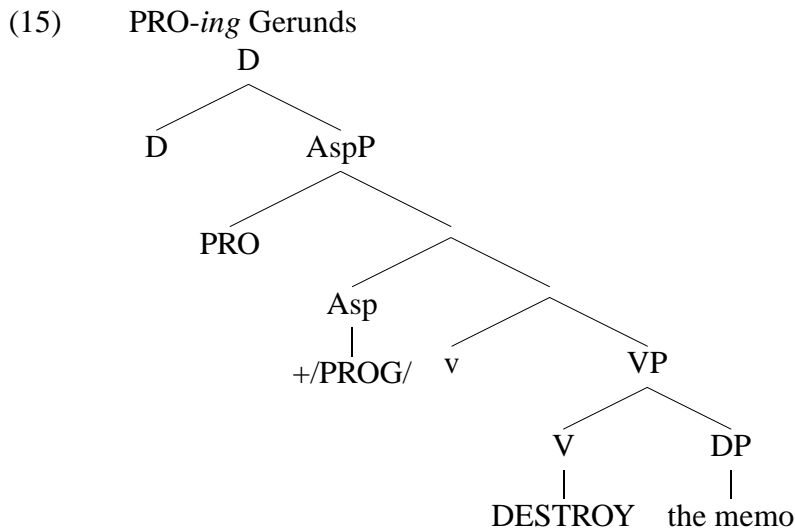 (15) PRO-ing Gerunds
D
D AspP
PRO
Asp
+/PROG/ v VP
V DP
DESTROY the memo